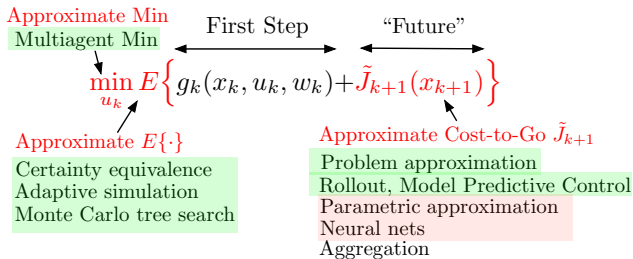 Approximate Min
Multiagent Min
First Step
“Future”
min_{u_k} E{g_k(x_k, u_k, w_k)+J̃_{k+1}(x_{k+1})}
Approximate E{·}
Certainty equivalence
Adaptive simulation
Monte Carlo tree search
Approximate Cost-to-Go J̃_{k+1}
Problem approximation
Rollout, Model Predictive Control
Parametric approximation
Neural nets
Aggregation